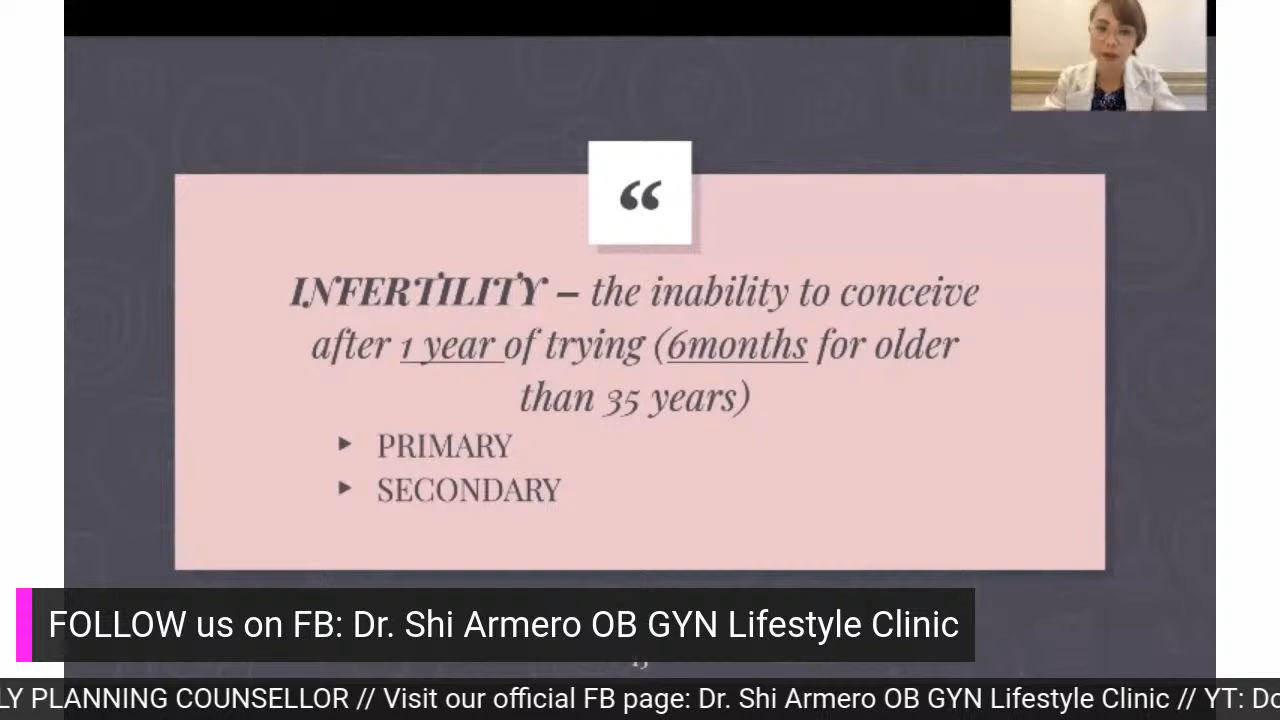 “
INFERTILITY – the inability to conceive
after 1 year of trying (6months for older
than 35 years)
▸ PRIMARY
▸ SECONDARY
FOLLOW us on FB: Dr. Shi Armero OB GYN Lifestyle Clinic
LY PLANNING COUNSELLOR // Visit our official FB page: Dr. Shi Armero OB GYN Lifestyle Clinic // YT: Do